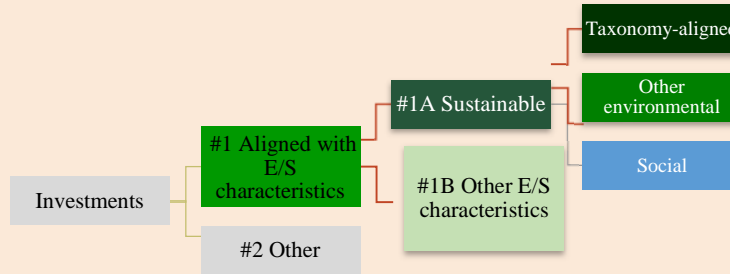 Taxonomy-aligned
#1A Sustainable
Other
environmental
#1 Aligned with
E/S
characteristics
Social
#1B Other E/S
characteristics
Investments
#2 Other